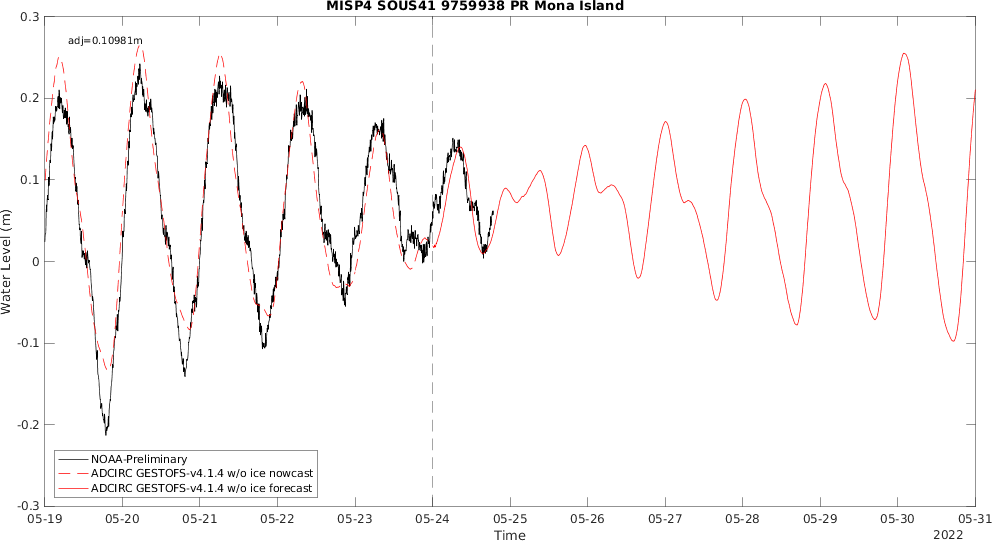 MISP4 SOUS41 9759938 PR Mona Island
adj=0.10981m
0.3
0.2
0.1
0
-0.1
-0.2
-0.3
Water Level (m)
NOAA-Preliminary
ADCIRC GESTOFS-v4.1.4 w/o ice nowcast
ADCIRC GESTOFS-v4.1.4 w/o ice forecast
05-19 05-20 05-21 05-22 05-23 05-24 05-25 05-26 05-27 05-28 05-29 05-30 05-31
Time
2022